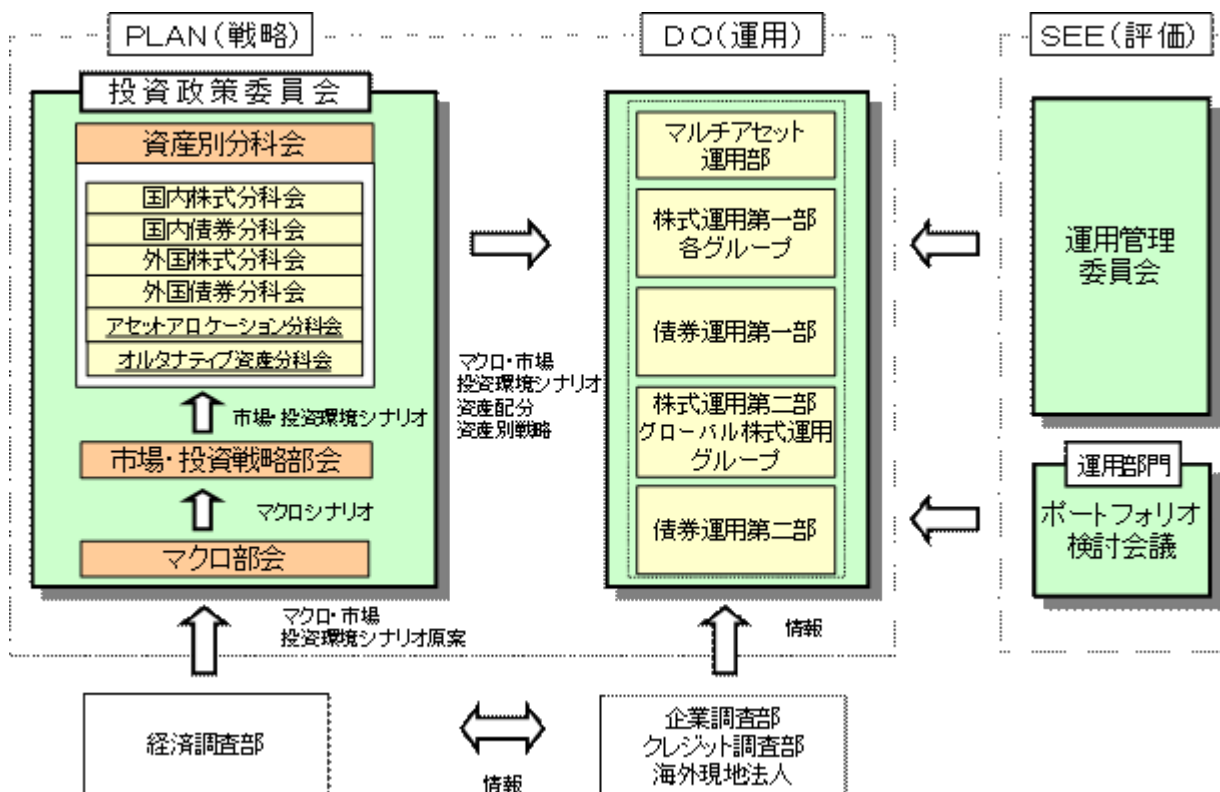 PLAN(戦略)
投資政策委員会
資産別分科会
国内株式分科会
国内債券分科会
外国株式分科会
外国債券分科会
アセットアロケーション分科会
オルタナティブ資産分科会
市場・投資環境シナリオ
市場・投資戦略部会
マクロシナリオ
マクロ部会
マクロ・市場
投資環境シナリオ原案
経済調査部
マクロ・市場
投資環境シナリオ
資産配分
資産別戦略
情報
DO(運用)
マルチアセット
運用部
株式運用第一部
各グループ
債券運用第一部
株式運用第二部
グローバル株式運用
グループ
債券運用第二部
情報
企業調査部
クレジット調査部
海外現地法人
SEE(評価)
運用管理
委員会
運用部門
ポートフォリオ
検討会議